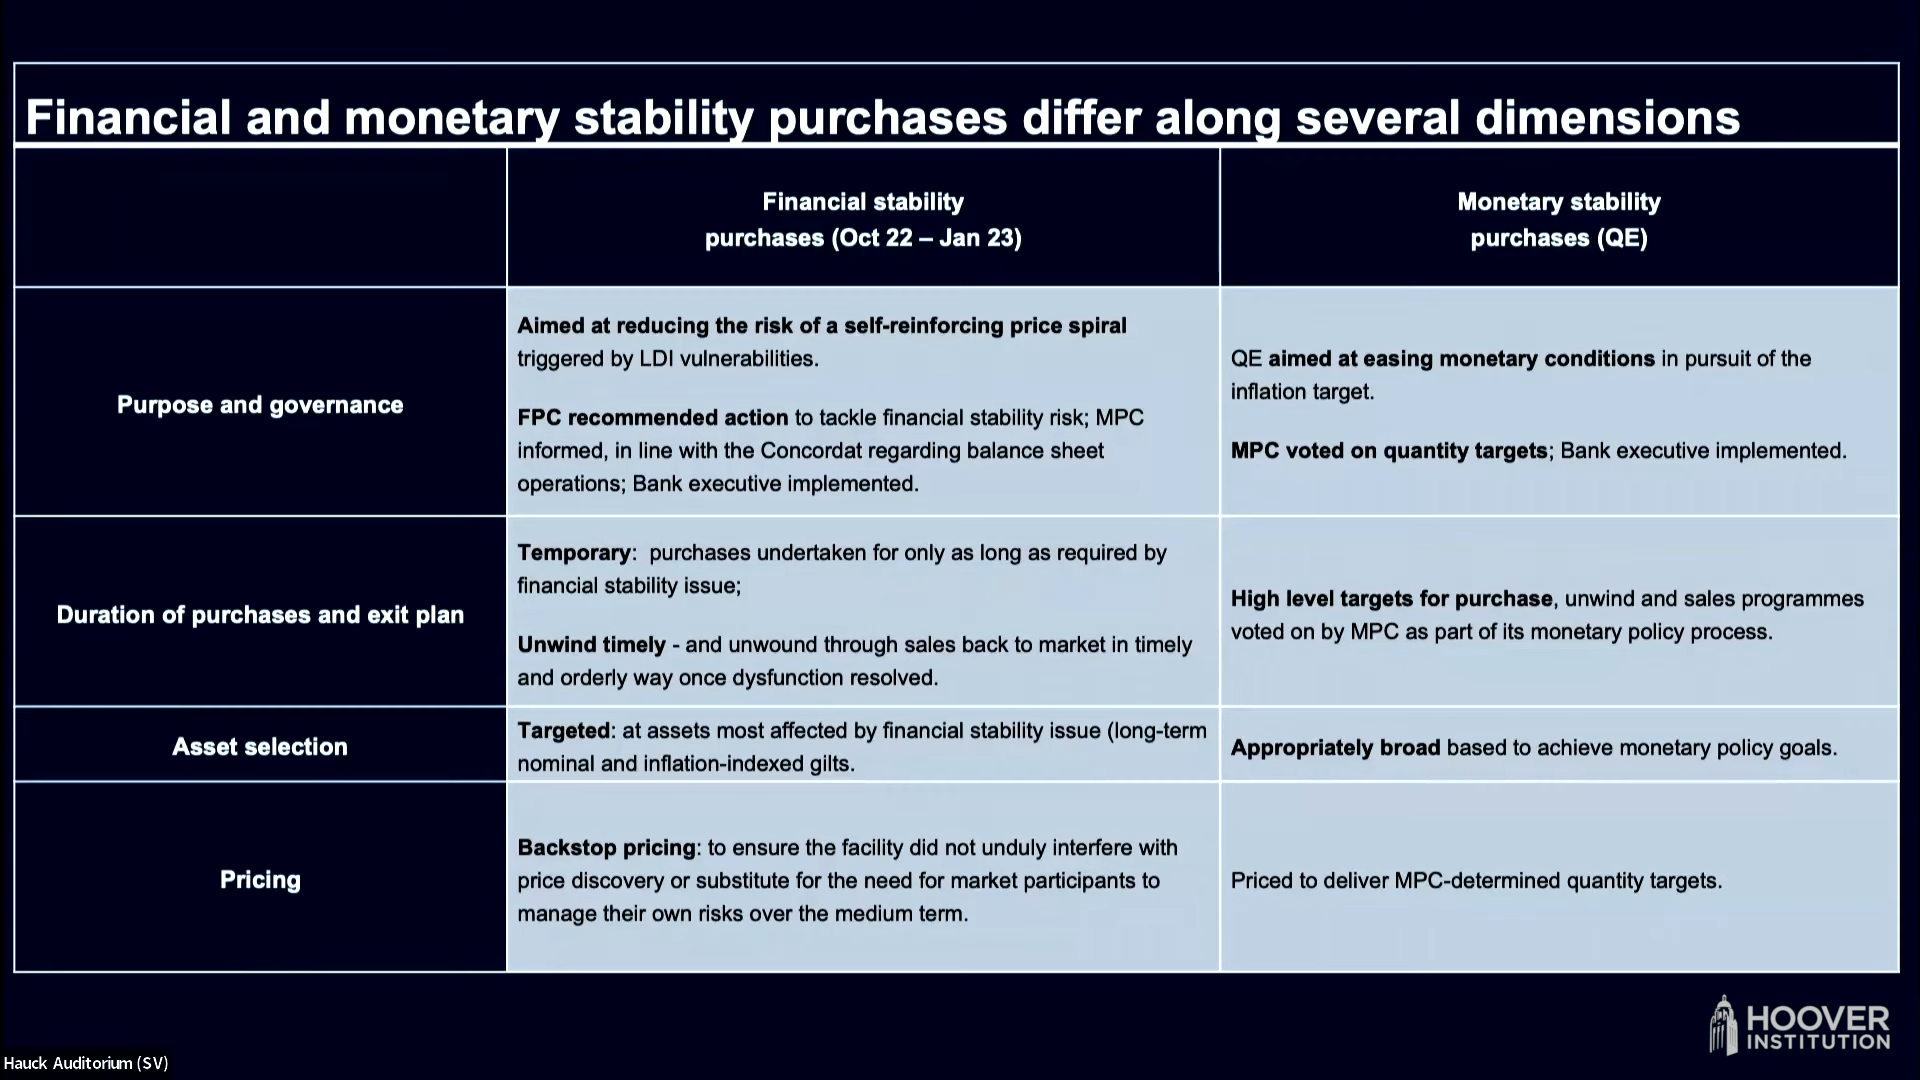 Financial and monetary stability purchases differ along several dimensions
Financial stability
purchases (Oct 22 – Jan 23)
Monetary stability
purchases (QE)
Purpose and governance
Aimed at reducing the risk of a self-reinforcing price spiral
triggered by LDI vulnerabilities.
FPC recommended action to tackle financial stability risk; MPC
informed, in line with the Concordat regarding balance sheet
operations; Bank executive implemented.
QE aimed at easing monetary conditions in pursuit of the
inflation target.
MPC voted on quantity targets; Bank executive implemented.
Duration of purchases and exit plan
Temporary:  purchases undertaken for only as long as required by
financial stability issue;
Unwind timely - and unwound through sales back to market in timely
and orderly way once dysfunction resolved.
High level targets for purchase, unwind and sales programmes
voted on by MPC as part of its monetary policy process.
Asset selection
Targeted: at assets most affected by financial stability issue (long-term
nominal and inflation-indexed gilts.
Appropriately broad based to achieve monetary policy goals.
Pricing
Backstop pricing: to ensure the facility did not unduly interfere with
price discovery or substitute for the need for market participants to
manage their own risks over the medium term.
Priced to deliver MPC-determined quantity targets.
HOOVER
INSTITUTION
Hauck Auditorium (SV)